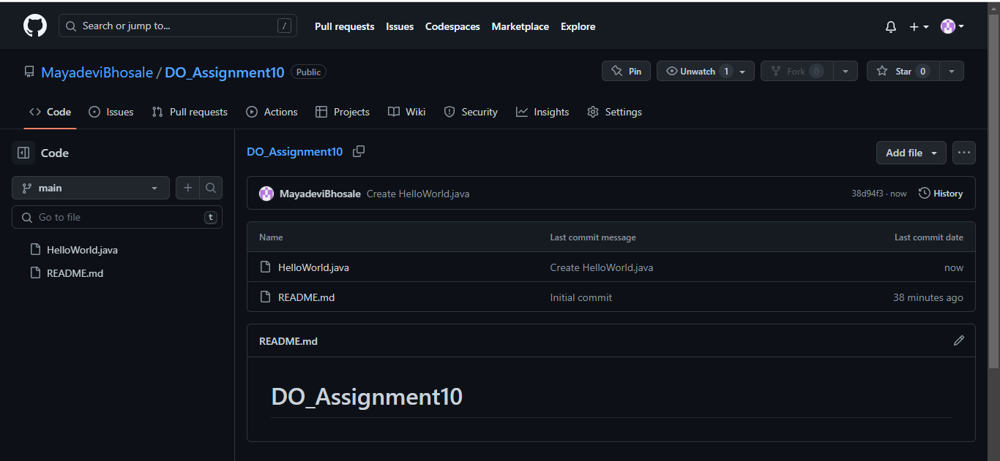 Search or jump to... /
Pull requests Issues Codespaces Marketplace Explore
MayadeviBhosale / DO_Assignment10 Public
Pin Unwatch 1 Fork 0 Star 0
Code Issues Pull requests Actions Projects Wiki Security Insights Settings
Code
main
Go to file t
HelloWorld.java
README.md
DO_Assignment10
Add file
MayadeviBhosale Create HelloWorld.java 38d94f3 · now History
Name Last commit message Last commit date
HelloWorld.java Create HelloWorld.java now
README.md Initial commit 38 minutes ago
README.md
DO_Assignment10